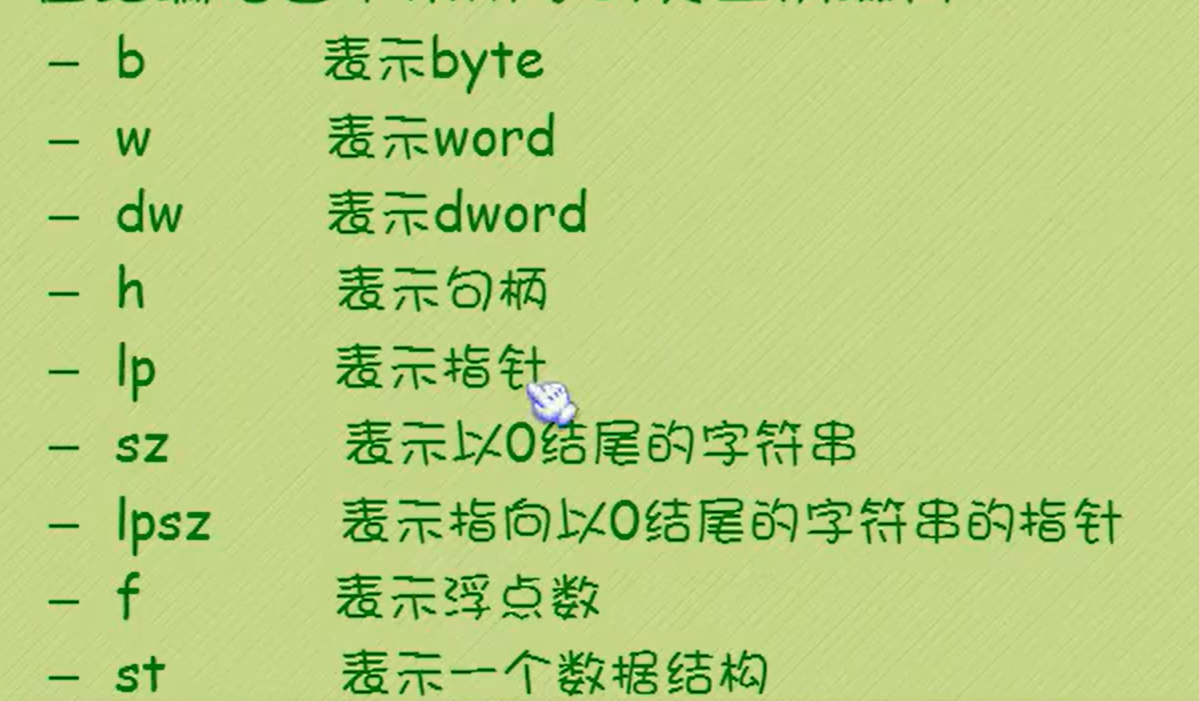 – b 表示byte
– w 表示word
– dw 表示dword
– h 表示句柄
– lp 表示指针
– sz 表示以0结尾的字符串
– lpsz 表示指向以0结尾的字符串的指针
– f 表示浮点数
– st 表示一个数据结构